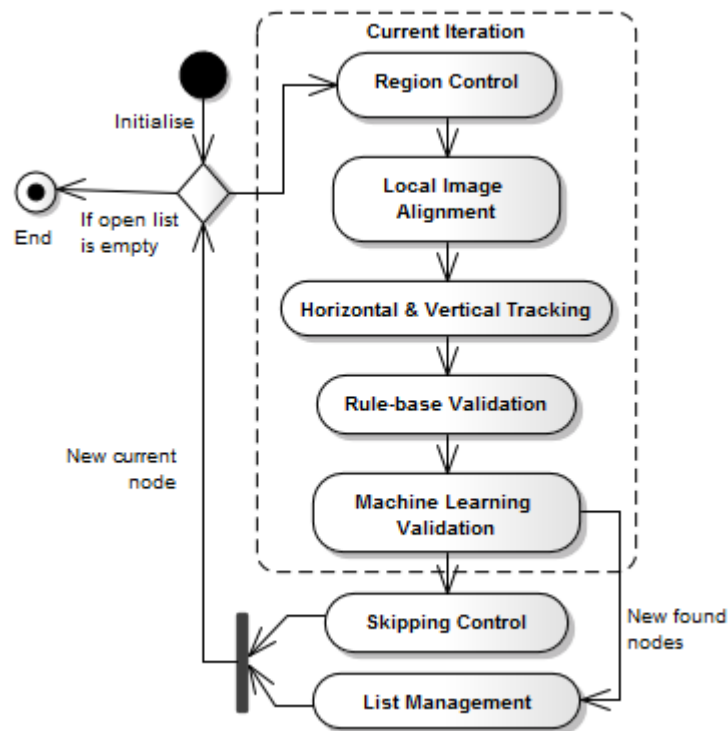 Current Iteration
Region Control
Initialise
Local Image
Alignment
If open list
is empty
End
Horizontal & Vertical Tracking
Rule-base Validation
New current
node
Machine Learning
Validation
Skipping Control
New found
nodes
List Management